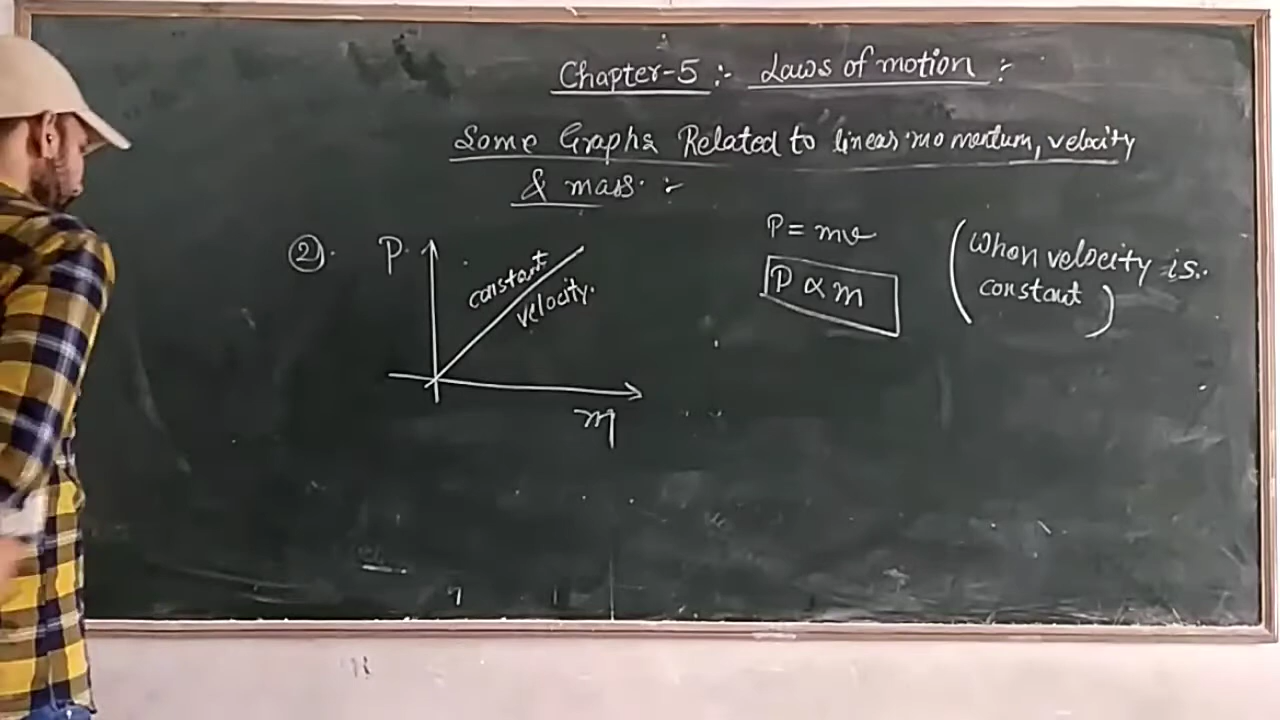 Chapter-5 :- Laws of motion :-
Some Graphs Related to linear momentum, velocity
& mass. :-
2). P
constant
velocity.
m
P = mv
P ∝ m
(When velocity is.
constant)